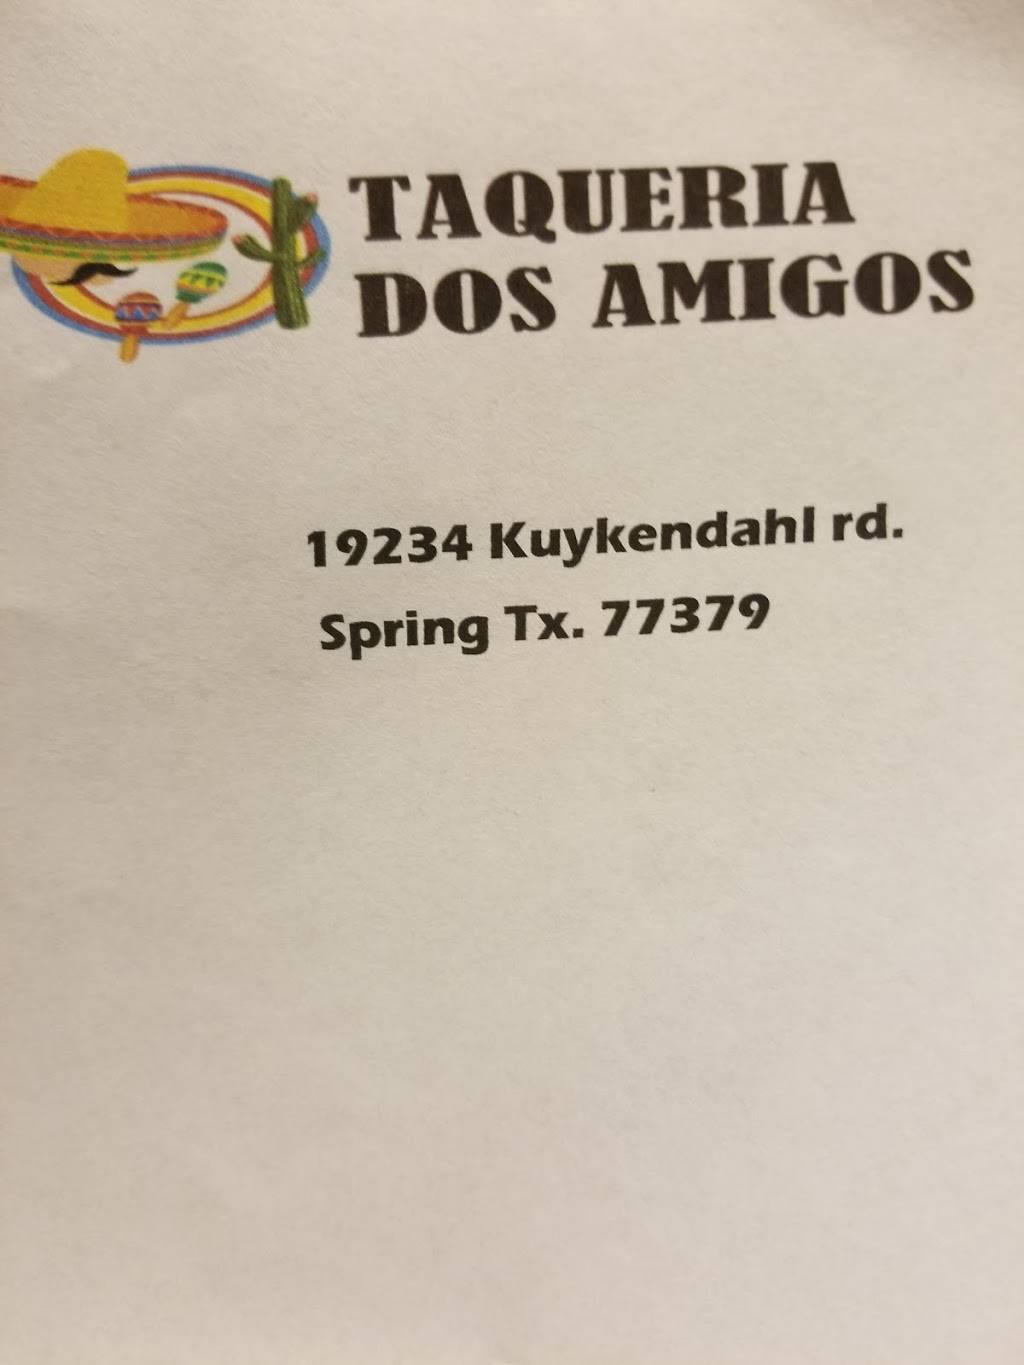 TAQUERIA
DOS AMIGOS
19234 Kuykendahl rd.
Spring Tx. 77379